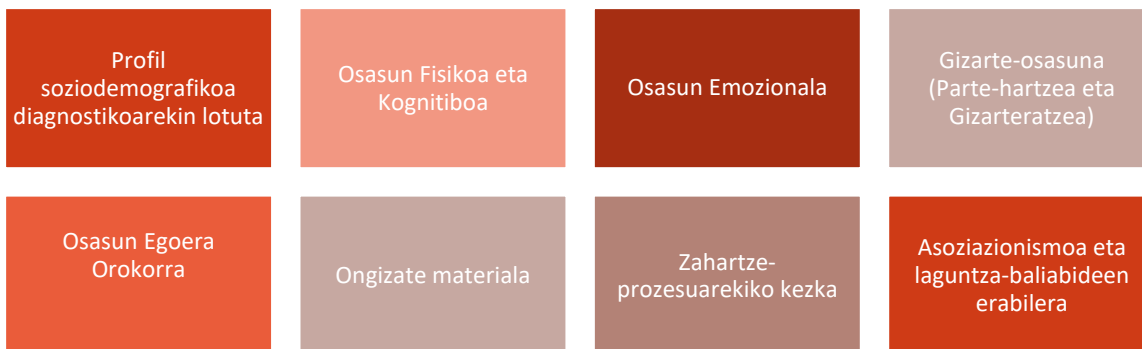 Profil
soziodemografikoa
diagnostikoarekin lotuta
Osasun Fisikoa eta
Kognitiboa
Osasun Emozionala
Gizarte-osasuna
(Parte-hartzea eta
Gizarteratzea)
Osasun Egoera
Orokorra
Ongizate materiala
Zahartze-
prozesuarekiko kezka
Asoziazionismoa eta
laguntza-baliabideen
erabilera